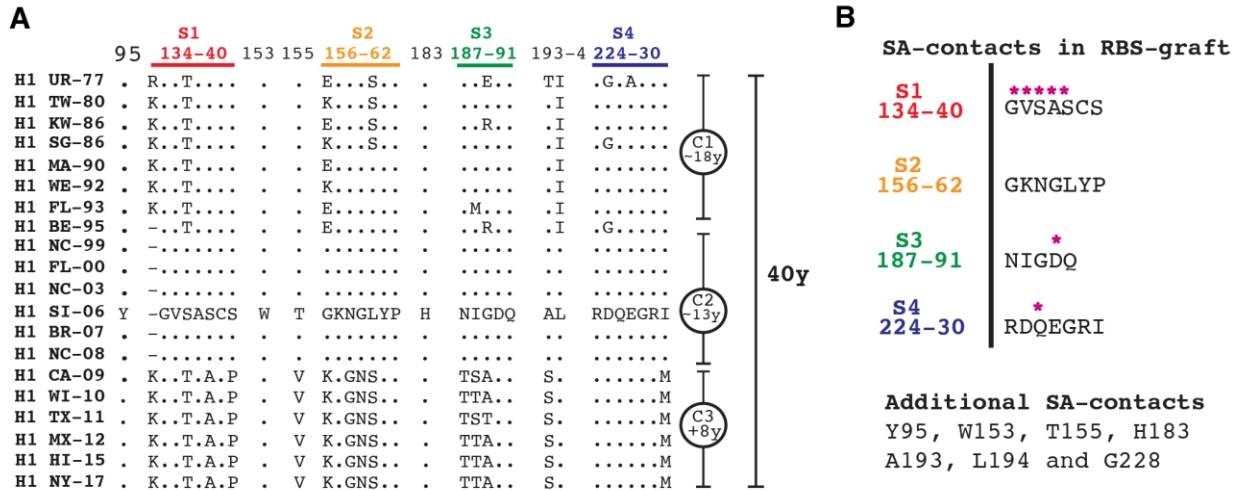 A
S1 S2 S3 S4
95 134-40 153 155 156-62 183 187-91 193-4 224-30
H1 UR-77 . R..T.... . . E...S.. . ..E.. TI .G.A...
H1 TW-80 . K..T.... . . K...S.. . ..... .I .......
H1 KW-86 . K..T.... . . K...S.. . ..R.. .I .......
H1 SG-86 . K..T.... . . K...S.. . ..... .I .G.....
H1 MA-90 . K..T.... . . E...... . ..... .I .......
H1 WE-92 . K..T.... . . K...... . ..... .I .......
H1 FL-93 . K..T.... . . E...... . .M... .I .......
H1 BE-95 . -..T.... . . E...... . ..R.. .I .G.....
H1 NC-99 . -....... . . ....... . ..... .. .......
H1 FL-00 . -....... . . ....... . ..... .. .......
H1 NC-03 . -....... . . ....... . ..... .. .......
H1 SI-06 Y -GVSASCS W T GKNGLYP H NIGDQ AL RDQEGRI
H1 BR-07 . -....... . . ....... . ..... .. .......
H1 NC-08 . -....... . . ....... . ..... .. .......
H1 CA-09 . K..T.A.P . V K.GNS.. . TSA.. S. ......M
H1 WI-10 . K..T.A.P . V K.GNS.. . TTA.. S. ......M
H1 TX-11 . K..T.A.P . V K.GNS.. . TST.. S. ......M
H1 MX-12 . K..T.A.P . V K.GNS.. . TTA.. S. ......M
H1 HI-15 . K..T.A.P . V K.GNS.. . TTA.. S. ......M
H1 NY-17 . K..T.A.P . V K.GNS.. . TTA.. S. ......M
C1
~18y
C2
~13y
C3
+8y
40y
B
SA-contacts in RBS-graft
S1 *****
134-40 GVSASCS
S2
156-62 GKNGLYP
S3 *
187-91 NIGDQ
S4 *
224-30 RDQEGRI
Additional SA-contacts
Y95, W153, T155, H183
A193, L194 and G228